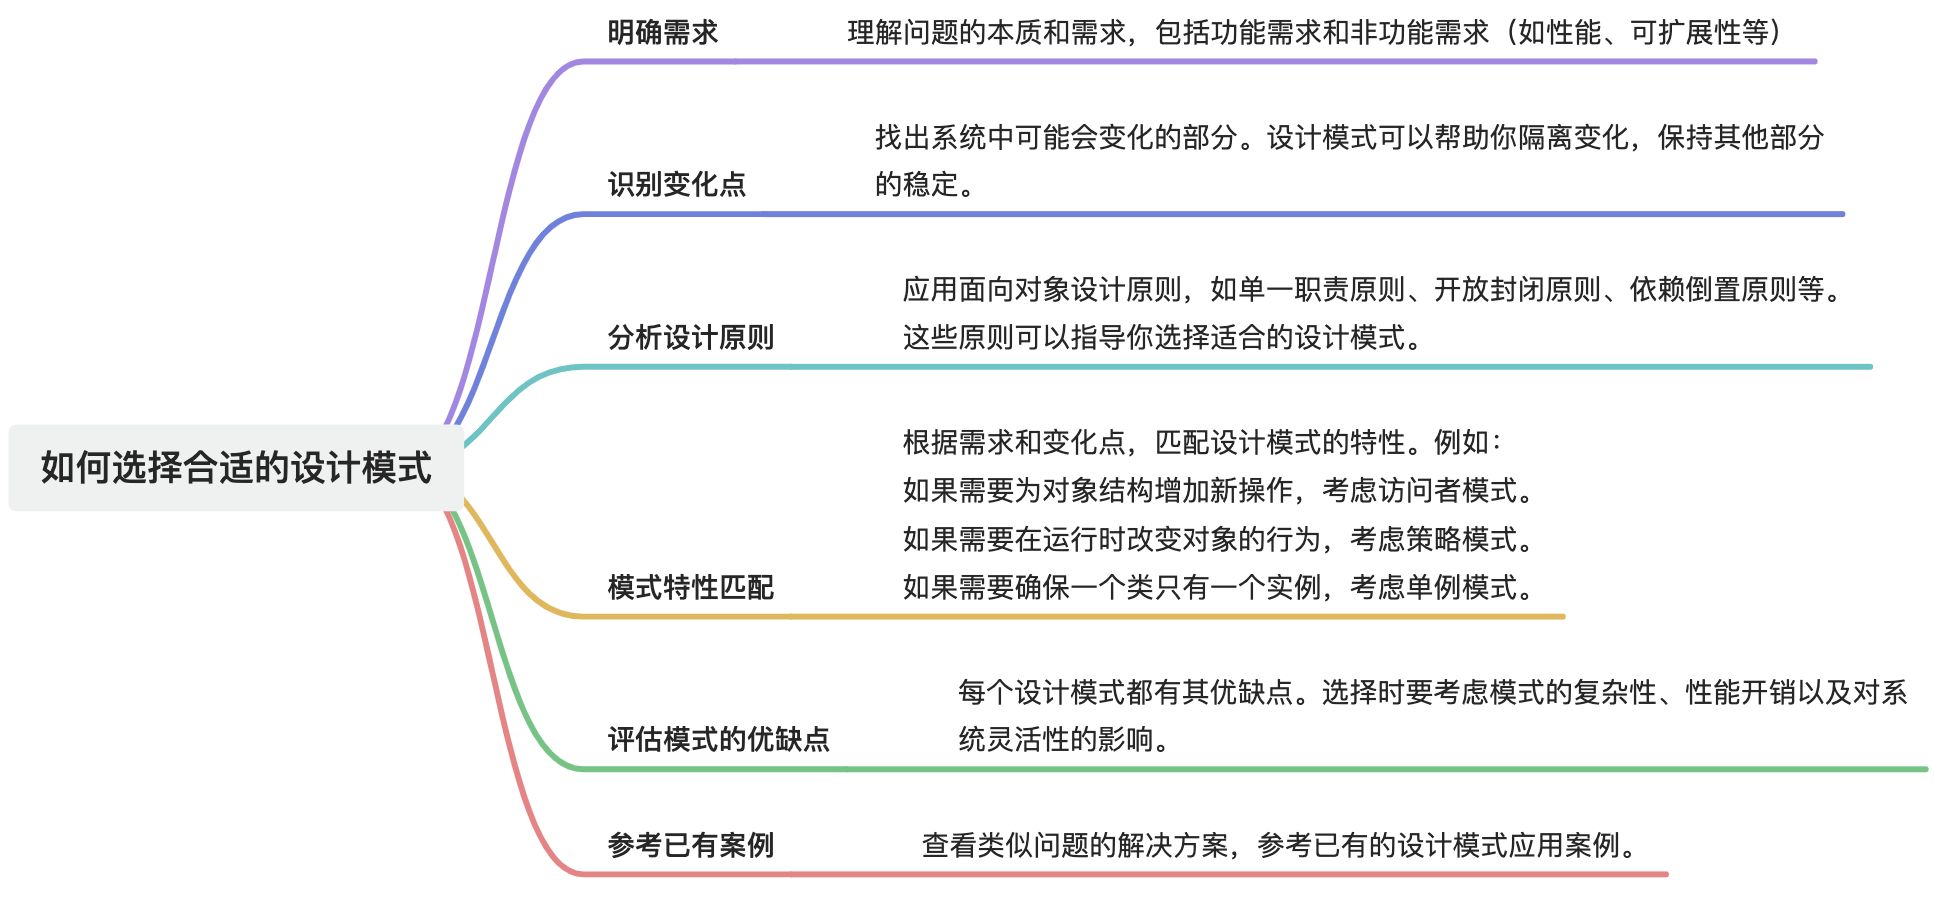 如何选择合适的设计模式
明确需求
理解问题的本质和需求，包括功能需求和非功能需求（如性能、可扩展性等）
识别变化点
找出系统中可能会变化的部分。设计模式可以帮助你隔离变化，保持其他部分
的稳定。
分析设计原则
应用面向对象设计原则，如单一职责原则、开放封闭原则、依赖倒置原则等。
这些原则可以指导你选择适合的设计模式。
模式特性匹配
根据需求和变化点，匹配设计模式的特性。例如：
如果需要为对象结构增加新操作，考虑访问者模式。
如果需要在运行时改变对象的行为，考虑策略模式。
如果需要确保一个类只有一个实例，考虑单例模式。
评估模式的优缺点
每个设计模式都有其优缺点。选择时要考虑模式的复杂性、性能开销以及对系
统灵活性的影响。
参考已有案例
查看类似问题的解决方案，参考已有的设计模式应用案例。